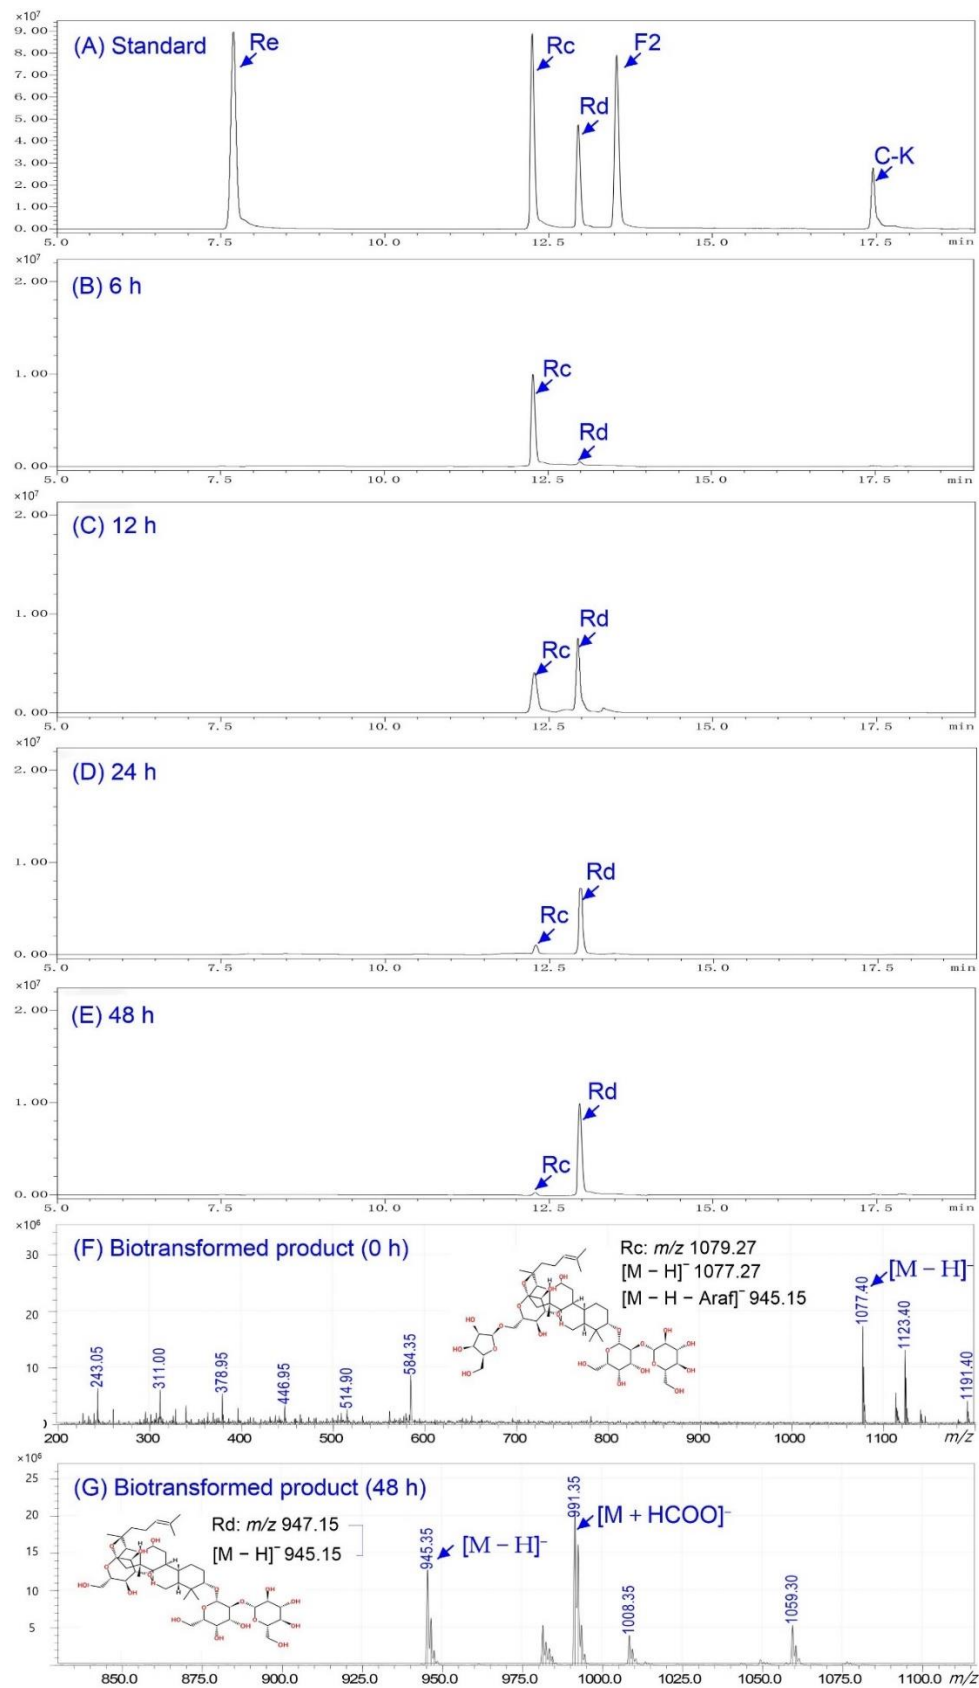 ×10⁷
(A) Standard
Re
Rc
F2
Rd
C-K
9.00
8.00
7.00
6.00
5.00
4.00
3.00
2.00
1.00
0.00
5.0 7.5 10.0 12.5 15.0 17.5 min
×10⁷
(B) 6 h
2.00
1.00
0.00
Rc
Rd
5.0 7.5 10.0 12.5 15.0 17.5 min
×10⁷
(C) 12 h
2.00
1.00
0.00
Rc
Rd
5.0 7.5 10.0 12.5 15.0 17.5 min
×10⁷
(D) 24 h
2.00
1.00
0.00
Rc
Rd
5.0 7.5 10.0 12.5 15.0 17.5 min
×10⁷
(E) 48 h
2.00
1.00
0.00
Rc
Rd
5.0 7.5 10.0 12.5 15.0 17.5 min
×10⁶
(F) Biotransformed product (0 h)
Rc: m/z 1079.27
[M − H]⁻ 1077.27
[M − H − Araf]⁻ 945.15
[M − H]⁻
30
20
10
243.05
311.00
378.95
446.95
514.90
584.35
1077.40
1123.40
1191.40
200 300 400 500 600 700 800 900 1000 1100 m/z
×10⁶
(G) Biotransformed product (48 h)
Rd: m/z 947.15
[M − H]⁻ 945.15
25
20
15
10
5
945.35
[M − H]⁻
991.35
[M + HCOO]⁻
1008.35
1059.30
850.0 875.0 900.0 925.0 950.0 975.0 1000.0 1025.0 1050.0 1075.0 1100.0 m/z